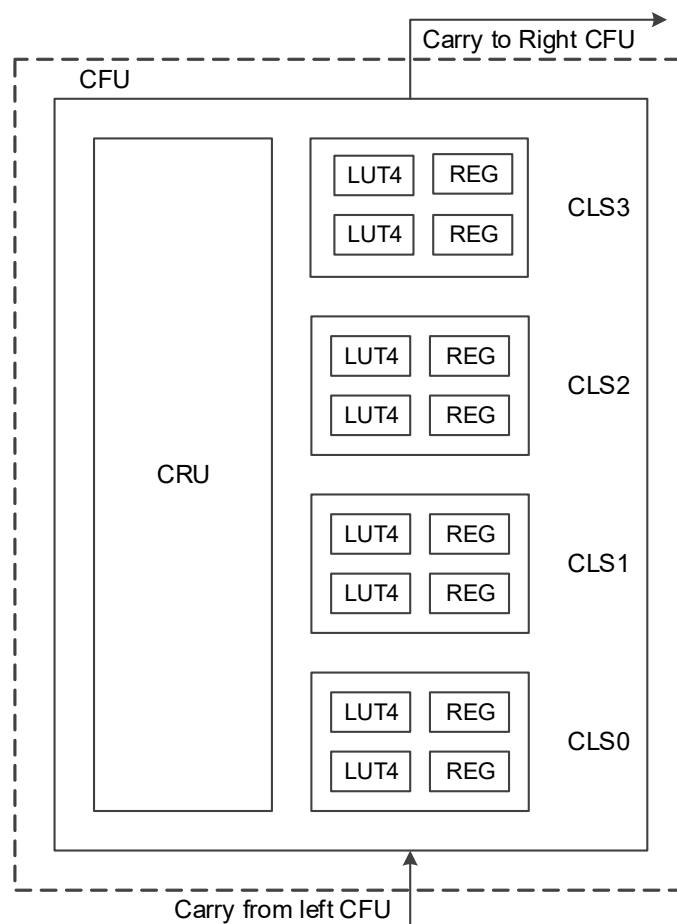 Carry to Right CFU
CFU
LUT4 REG
CLS3
LUT4 REG
LUT4 REG
CLS2
LUT4 REG
CRU
LUT4 REG
CLS1
LUT4 REG
LUT4 REG
CLS0
LUT4 REG
Carry from left CFU